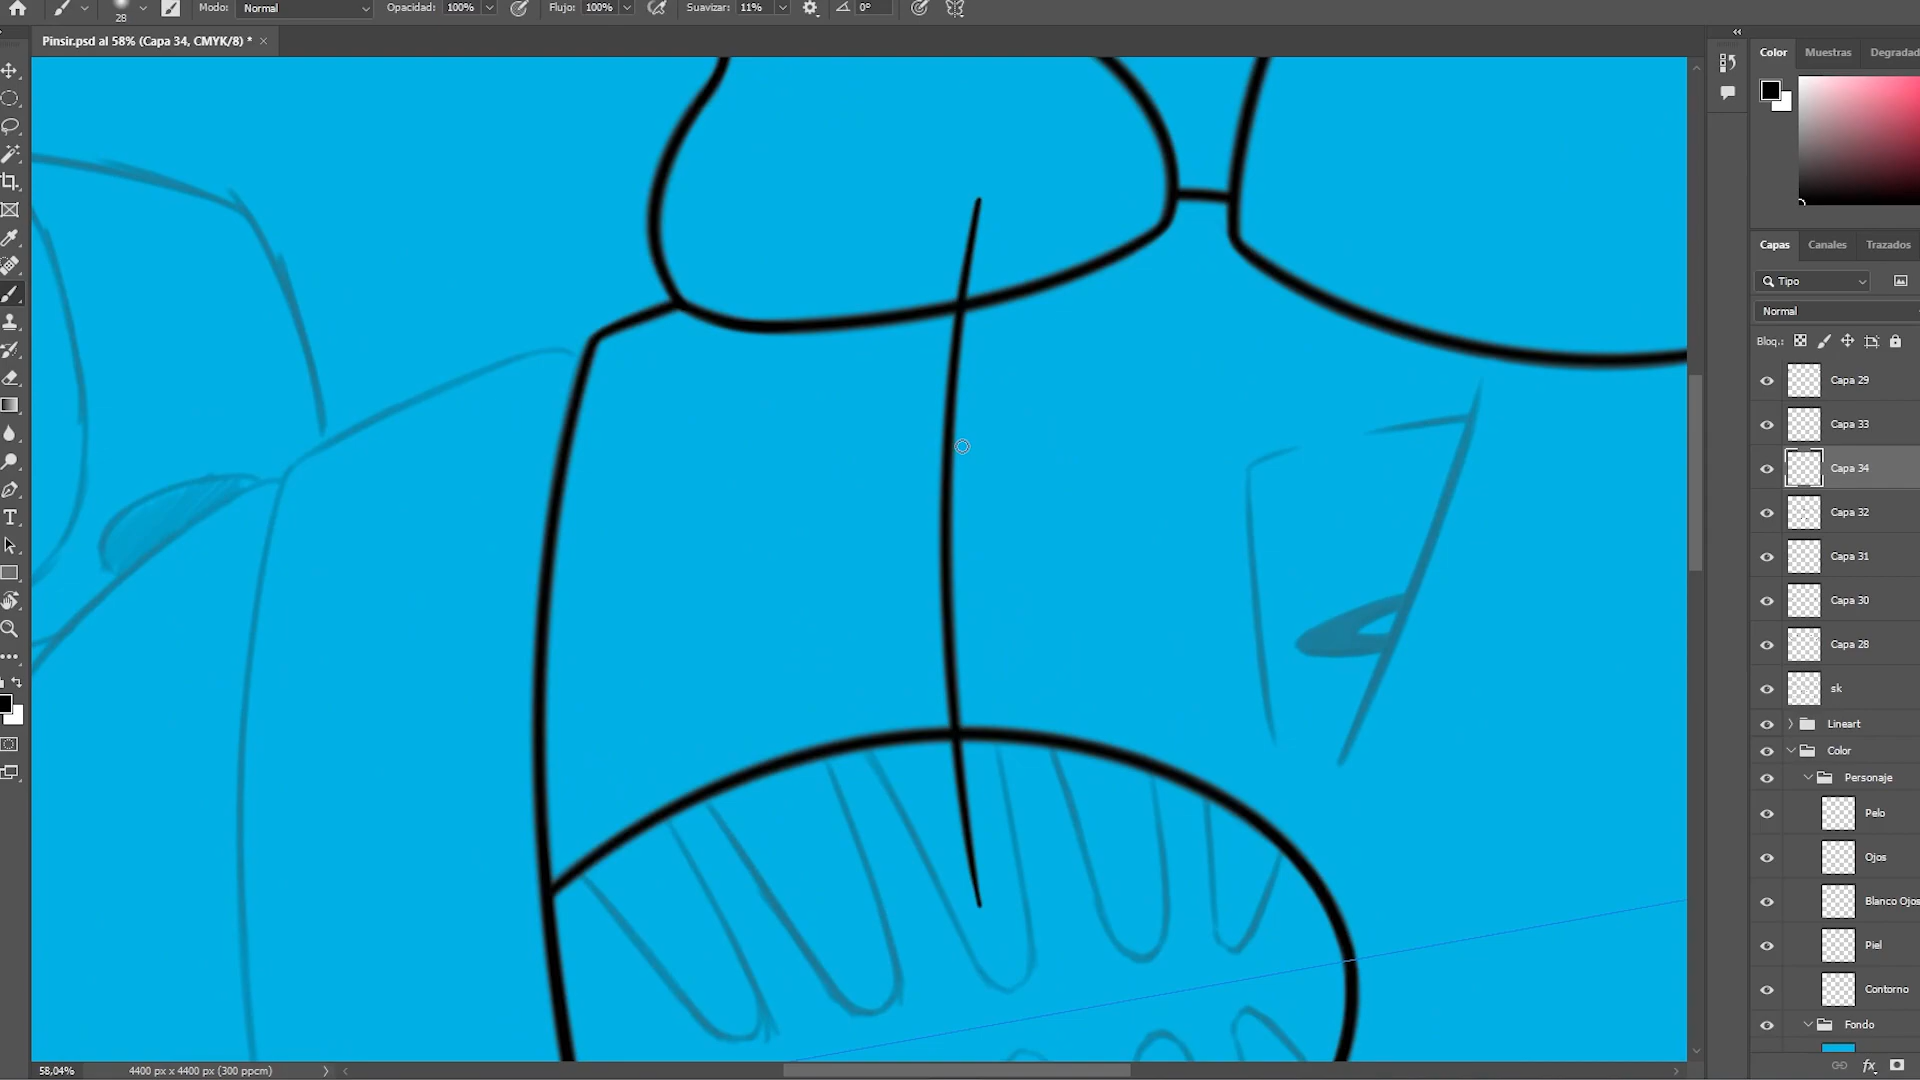 28 Modo: Normal Opacidad: 100% Flujo: 100% Suavizar: 11% 0°
Pinsir.psd al 58% (Capa 34, CMYK/8) *
Color Muestras Degradad
Capas Canales Trazados
Tipo
Normal
Bloq.:
Capa 29
Capa 33
Capa 34
Capa 32
Capa 31
Capa 30
Capa 28
sk
Lineart
Color
Personaje
Pelo
Ojos
Blanco Ojos
Piel
Contorno
Fondo
fx
58,04% 4400 px x 4400 px (300 ppcm)